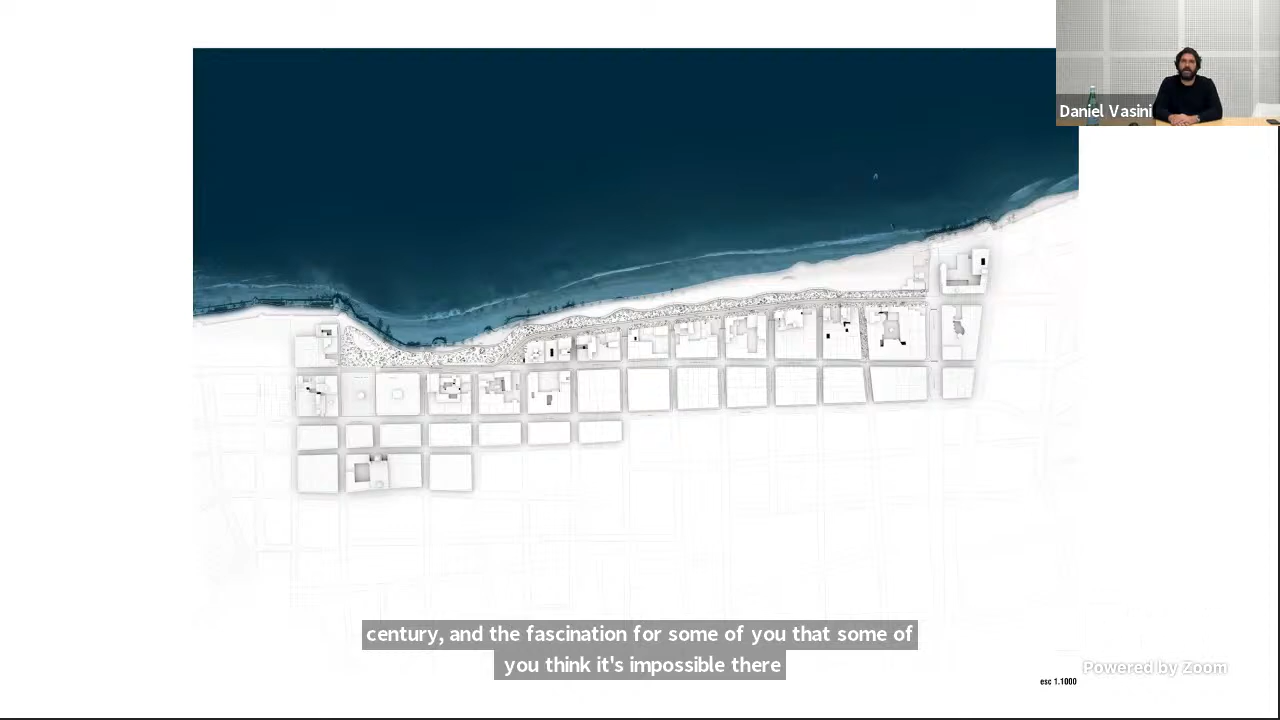 Daniel Vasini
century, and the fascination for some of you that some of
you think it's impossible there
Powered by Zoom
esc 1.1000